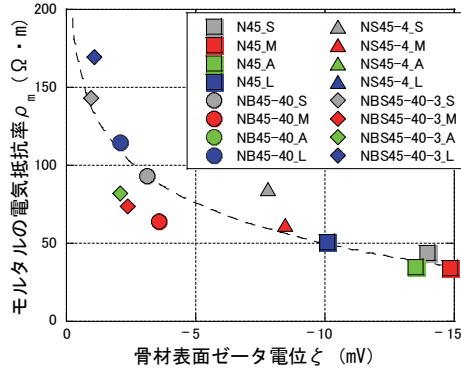 モルタルの電気抵抗率ρm（Ω・m）
200
150
100
50
0
N45_S
N45_M
N45_A
N45_L
NB45-40_S
NB45-40_M
NB45-40_A
NB45-40_L
NS45-4_S
NS45-4_M
NS45-4_A
NS45-4_L
NBS45-40-3_S
NBS45-40-3_M
NBS45-40-3_A
NBS45-40-3_L
0 -5 -10 -15
骨材表面ゼータ電位ζ (mV)